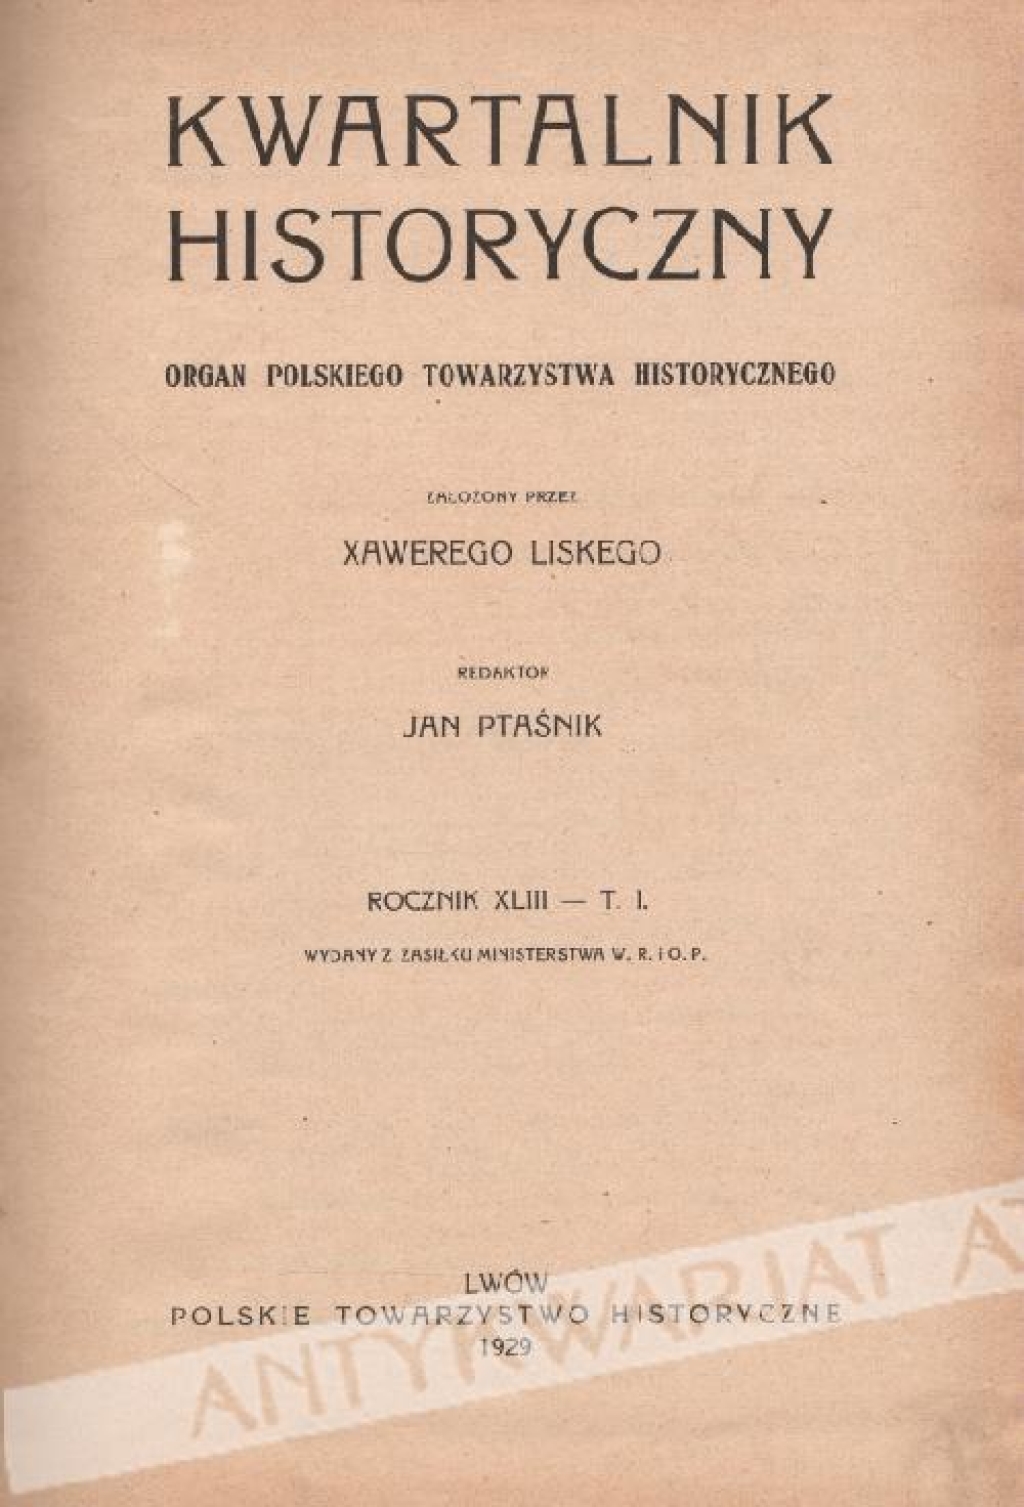 KWARTALNIK
HISTORYCZNY
ORGAN POLSKIEGO TOWARZYSTWA HISTORYCZNEGO
ZAŁOŻONY PRZEZ
XAWEREGO LISKEGO
REDAKTOR
JAN PTAŚNIK
ROCZNIK XLIII — T. I.
WYDANY Z ZASIŁKU MINISTERSTWA W. R. i O. P.
LWÓW
POLSKIE TOWARZYSTWO HISTORYCZNE
1929
ANTYKWARIAT